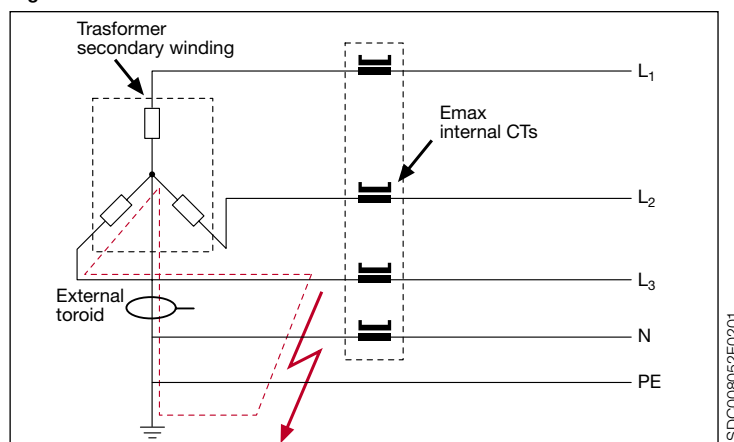 Trasformer
secondary winding
L1
Emax
internal CTs
L2
L3
External
toroid
N
PE
SDC008052F0201